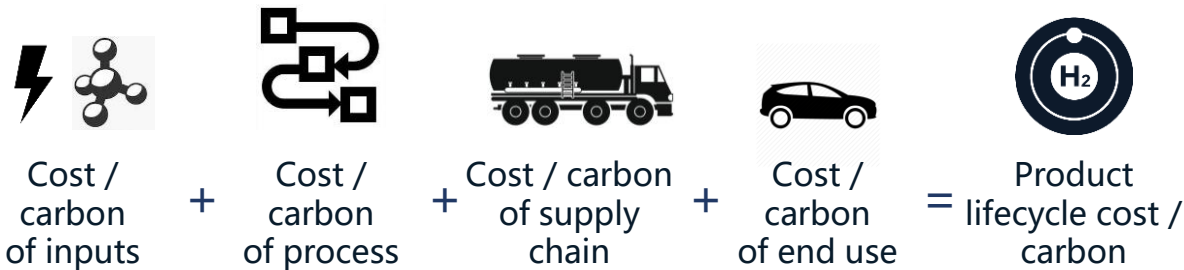 H2
Cost /
carbon
of inputs
+
Cost /
carbon
of process
+
Cost / carbon
of supply
chain
+
Cost /
carbon
of end use
=
Product
lifecycle cost /
carbon